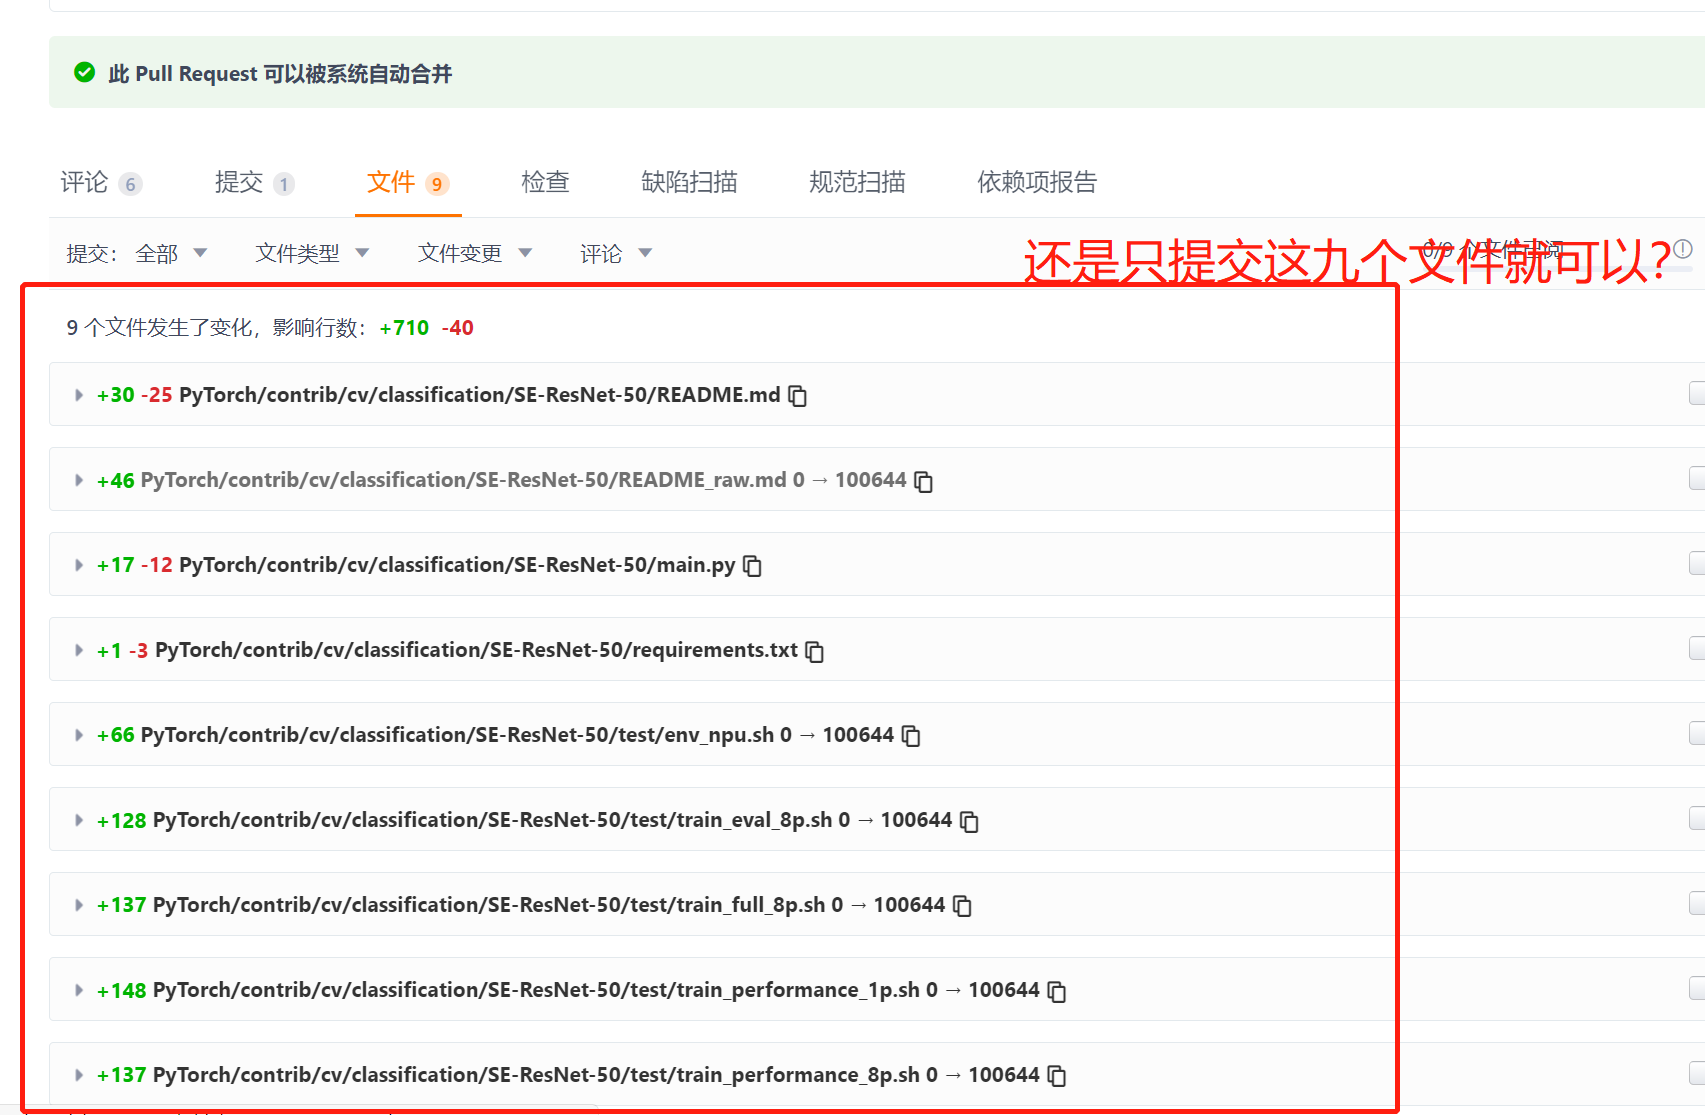 此 Pull Request 可以被系统自动合并
评论 6 提交 1 文件 9 检查 缺陷扫描 规范扫描 依赖项报告
提交： 全部 文件类型 文件变更 评论 0/9 个文件已阅
还是只提交这九个文件就可以？
9 个文件发生了变化，影响行数： +710 -40
+30 -25 PyTorch/contrib/cv/classification/SE-ResNet-50/README.md
+46 PyTorch/contrib/cv/classification/SE-ResNet-50/README_raw.md 0 → 100644
+17 -12 PyTorch/contrib/cv/classification/SE-ResNet-50/main.py
+1 -3 PyTorch/contrib/cv/classification/SE-ResNet-50/requirements.txt
+66 PyTorch/contrib/cv/classification/SE-ResNet-50/test/env_npu.sh 0 → 100644
+128 PyTorch/contrib/cv/classification/SE-ResNet-50/test/train_eval_8p.sh 0 → 100644
+137 PyTorch/contrib/cv/classification/SE-ResNet-50/test/train_full_8p.sh 0 → 100644
+148 PyTorch/contrib/cv/classification/SE-ResNet-50/test/train_performance_1p.sh 0 → 100644
+137 PyTorch/contrib/cv/classification/SE-ResNet-50/test/train_performance_8p.sh 0 → 100644